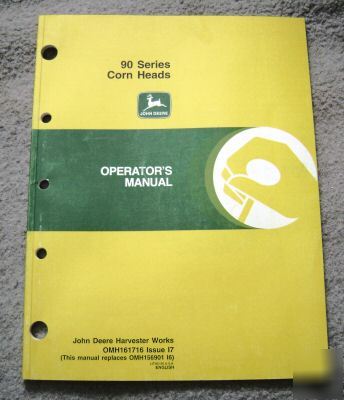 90 Series
Corn Heads
JOHN DEERE
OPERATOR'S
MANUAL
John Deere Harvester Works
OMH161716 Issue I7
(This manual replaces OMH156901 I6)
ENGLISH